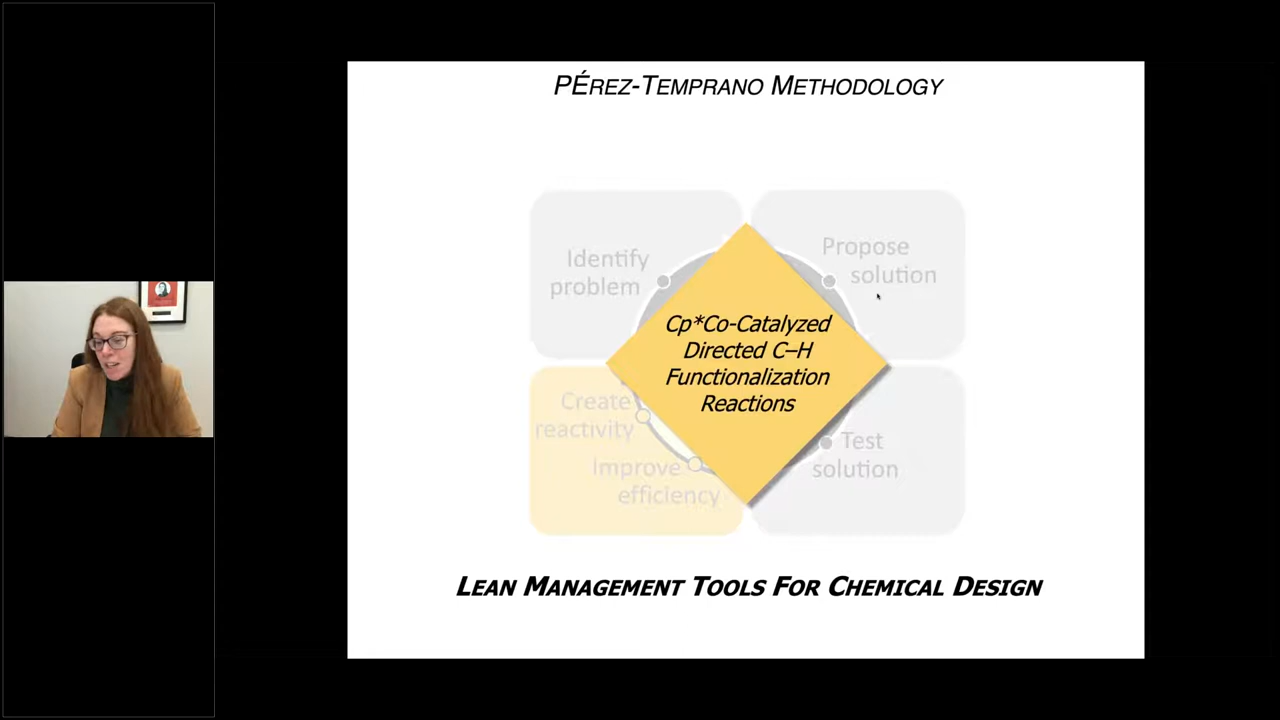 PÉREZ-TEMPRANO METHODOLOGY
Identify
problem
Propose
solution
Cp*Co-Catalyzed
Directed C–H
Functionalization
Reactions
Create
reactivity
Improve
efficiency
Test
solution
LEAN MANAGEMENT TOOLS FOR CHEMICAL DESIGN